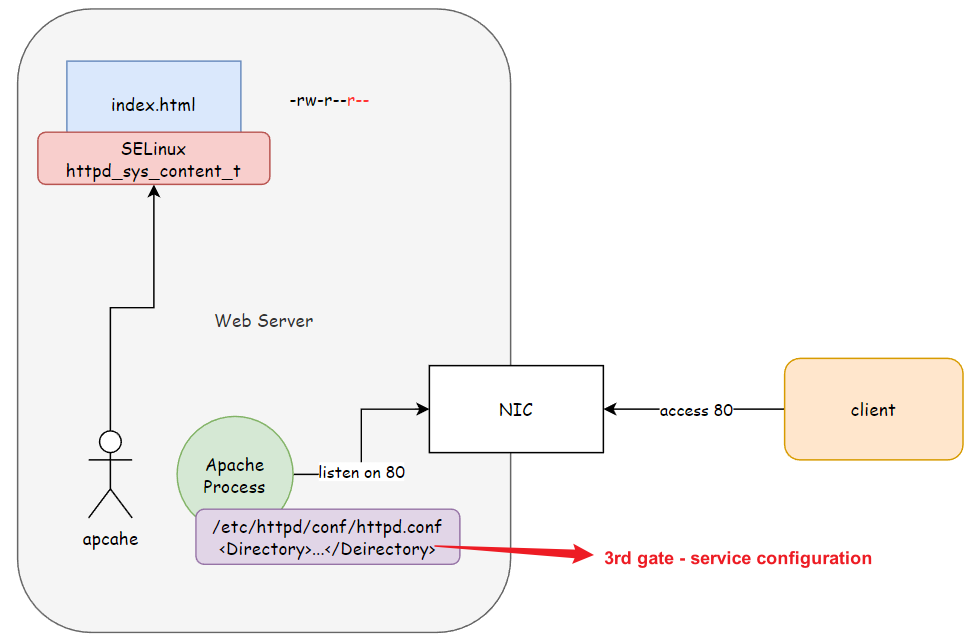 index.html
-rw-r--r--
SELinux
httpd_sys_content_t
Web Server
NIC
access 80
client
Apache
Process
listen on 80
apcahe
/etc/httpd/conf/httpd.conf
<Directory>...</Deirectory>
3rd gate - service configuration